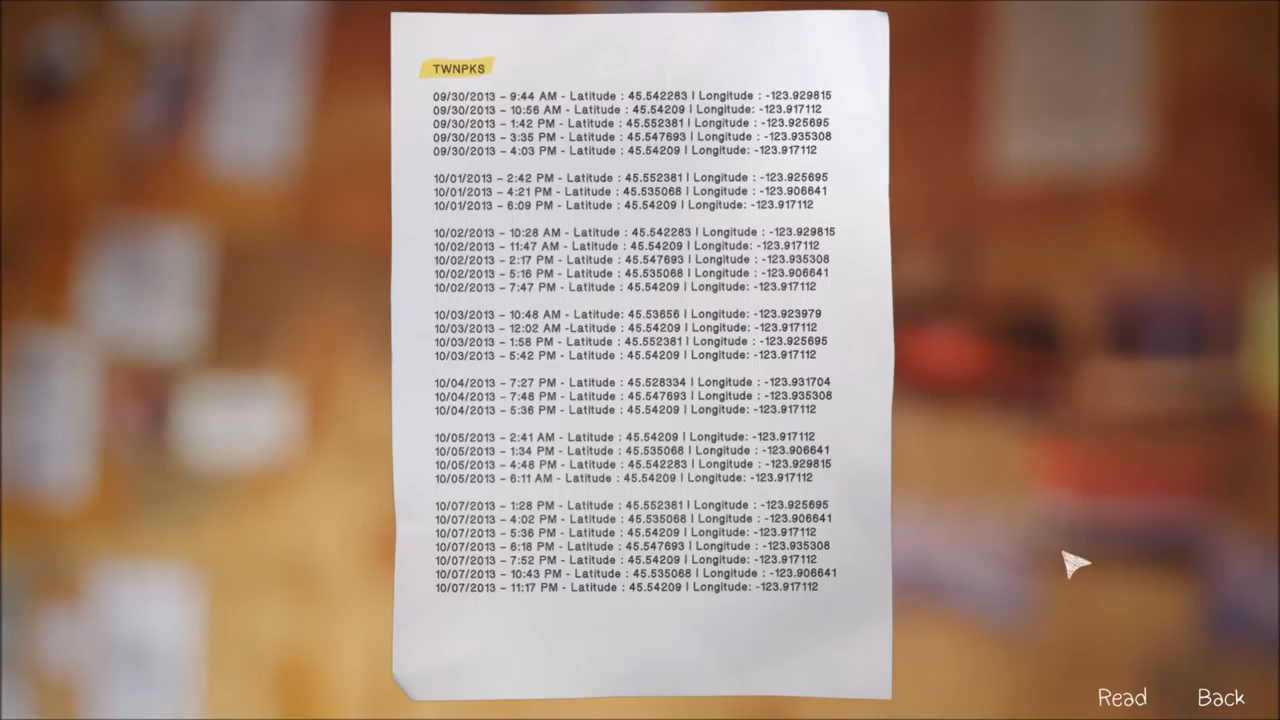 TWNPKS
09/30/2013 – 9:44 AM - Latitude : 45.542283 | Longitude : -123.929815
09/30/2013 – 10:56 AM - Latitude : 45.54209 | Longitude: -123.917112
09/30/2013 – 1:42 PM - Latitude : 45.552381 | Longitude : -123.925695
09/30/2013 – 3:35 PM - Latitude : 45.547693 | Longitude : -123.935308
09/30/2013 – 4:03 PM - Latitude : 45.54209 | Longitude: -123.917112
10/01/2013 – 2:42 PM - Latitude : 45.552381 | Longitude : -123.925695
10/01/2013 – 4:21 PM - Latitude : 45.535068 | Longitude : -123.906641
10/01/2013 – 6:09 PM - Latitude : 45.54209 | Longitude: -123.917112
10/02/2013 – 10:28 AM - Latitude : 45.542283 | Longitude : -123.929815
10/02/2013 – 11:47 AM - Latitude : 45.54209 | Longitude: -123.917112
10/02/2013 – 2:17 PM - Latitude : 45.547693 | Longitude : -123.935308
10/02/2013 – 5:16 PM - Latitude : 45.535068 | Longitude : -123.906641
10/02/2013 – 7:47 PM - Latitude : 45.54209 | Longitude: -123.917112
10/03/2013 – 10:48 AM - Latitude: 45.53656 | Longitude: -123.923979
10/03/2013 – 12:02 AM -Latitude : 45.54209 | Longitude: -123.917112
10/03/2013 – 1:58 PM - Latitude : 45.552381 | Longitude : -123.925695
10/03/2013 – 5:42 PM - Latitude : 45.54209 | Longitude: -123.917112
10/04/2013 – 7:27 PM - Latitude : 45.528334 | Longitude : -123.931704
10/04/2013 – 7:48 PM - Latitude : 45.547693 | Longitude : -123.935308
10/04/2013 – 5:36 PM - Latitude : 45.54209 | Longitude: -123.917112
10/05/2013 – 2:41 AM - Latitude : 45.54209 | Longitude: -123.917112
10/05/2013 – 1:34 PM - Latitude : 45.535068 | Longitude : -123.906641
10/05/2013 – 4:48 PM - Latitude : 45.542283 | Longitude : -123.929815
10/05/2013 – 6:11 AM - Latitude : 45.54209 | Longitude: -123.917112
10/07/2013 – 1:28 PM - Latitude : 45.552381 | Longitude : -123.925695
10/07/2013 – 4:02 PM - Latitude : 45.535068 | Longitude : -123.906641
10/07/2013 – 5:36 PM - Latitude : 45.54209 | Longitude: -123.917112
10/07/2013 – 6:18 PM - Latitude : 45.547693 | Longitude : -123.935308
10/07/2013 – 7:52 PM - Latitude : 45.54209 | Longitude: -123.917112
10/07/2013 – 10:43 PM - Latitude : 45.535068 | Longitude : -123.906641
10/07/2013 – 11:17 PM - Latitude : 45.54209 | Longitude: -123.917112
Read Back